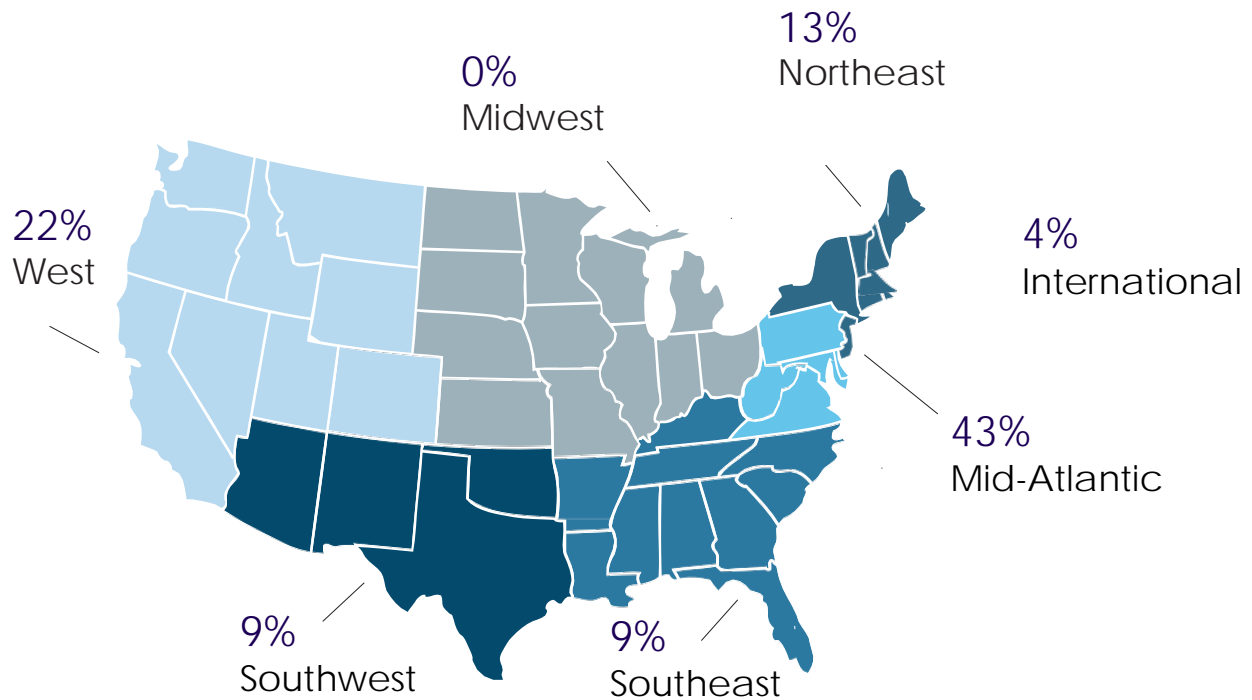 13%
Northeast
0%
Midwest
22%
West
4%
International
43%
Mid-Atlantic
9%
Southwest
9%
Southeast